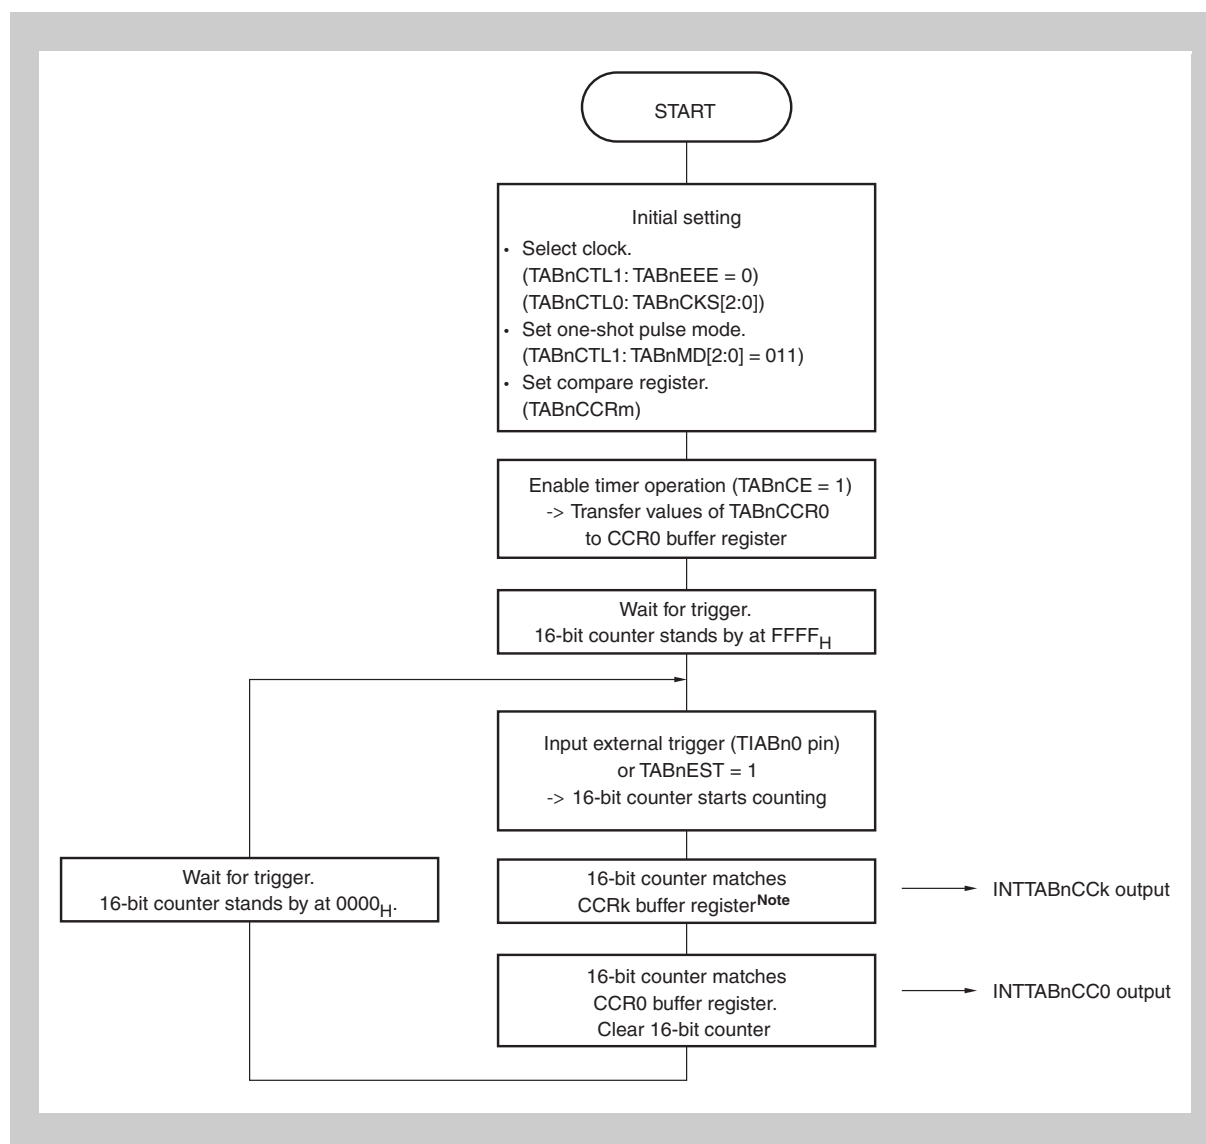 START
Initial setting
• Select clock.
(TABnCTL1: TABnEEE = 0)
(TABnCTL0: TABnCKS[2:0])
• Set one-shot pulse mode.
(TABnCTL1: TABnMD[2:0] = 011)
• Set compare register.
(TABnCCRm)
Enable timer operation (TABnCE = 1)
-> Transfer values of TABnCCR0
to CCR0 buffer register
Wait for trigger.
16-bit counter stands by at FFFFH
Input external trigger (TIABn0 pin)
or TABnEST = 1
-> 16-bit counter starts counting
Wait for trigger.
16-bit counter stands by at 0000H.
16-bit counter matches
CCRk buffer registerNote
INTTABnCCk output
16-bit counter matches
CCR0 buffer register.
Clear 16-bit counter
INTTABnCC0 output